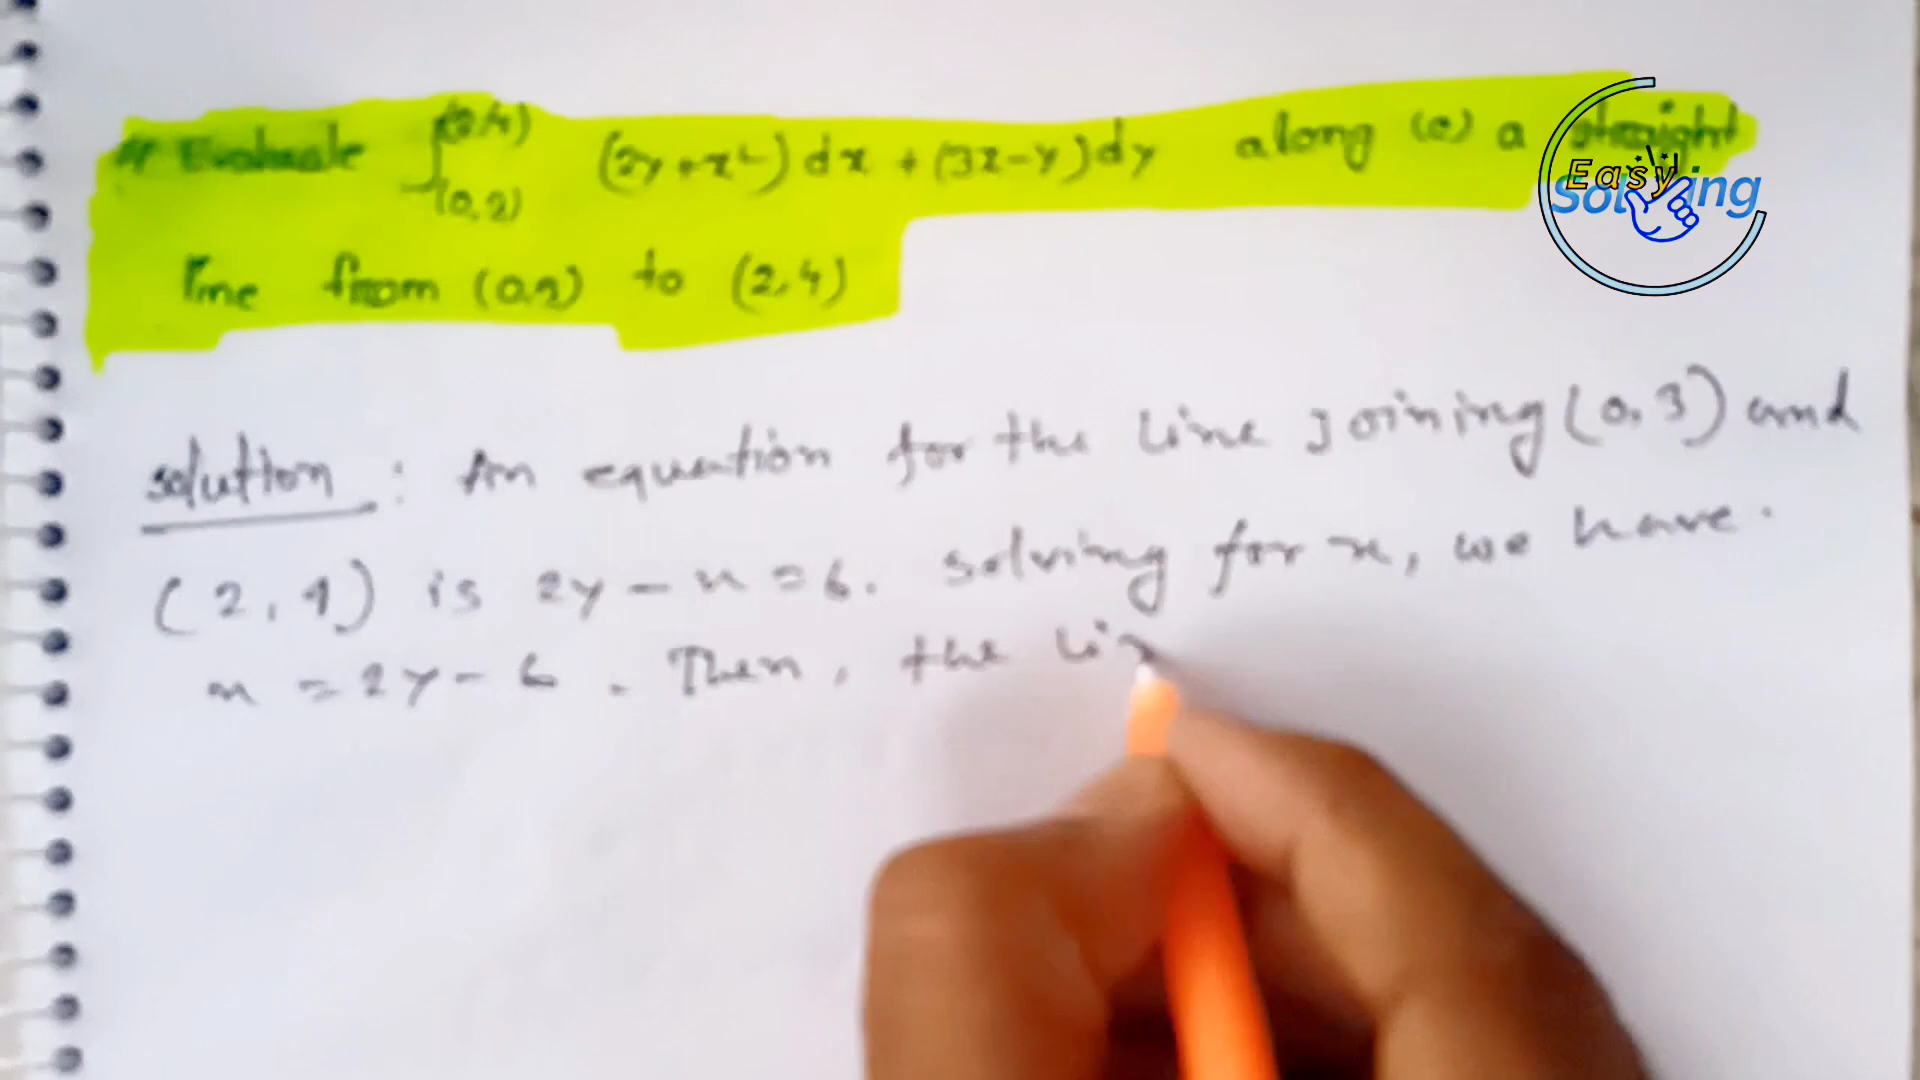 Evaluate ∫(0,2)(2,4) (2y+x²)dx + (3x-y)dy along (a) a straight
line from (0,2) to (2,4)
Easy
Solving
Solution : An equation for the line Joining (0,3) and
(2,4) is 2y-x=6. Solving for x, we have.
x = 2y-6 . Then, the Lin